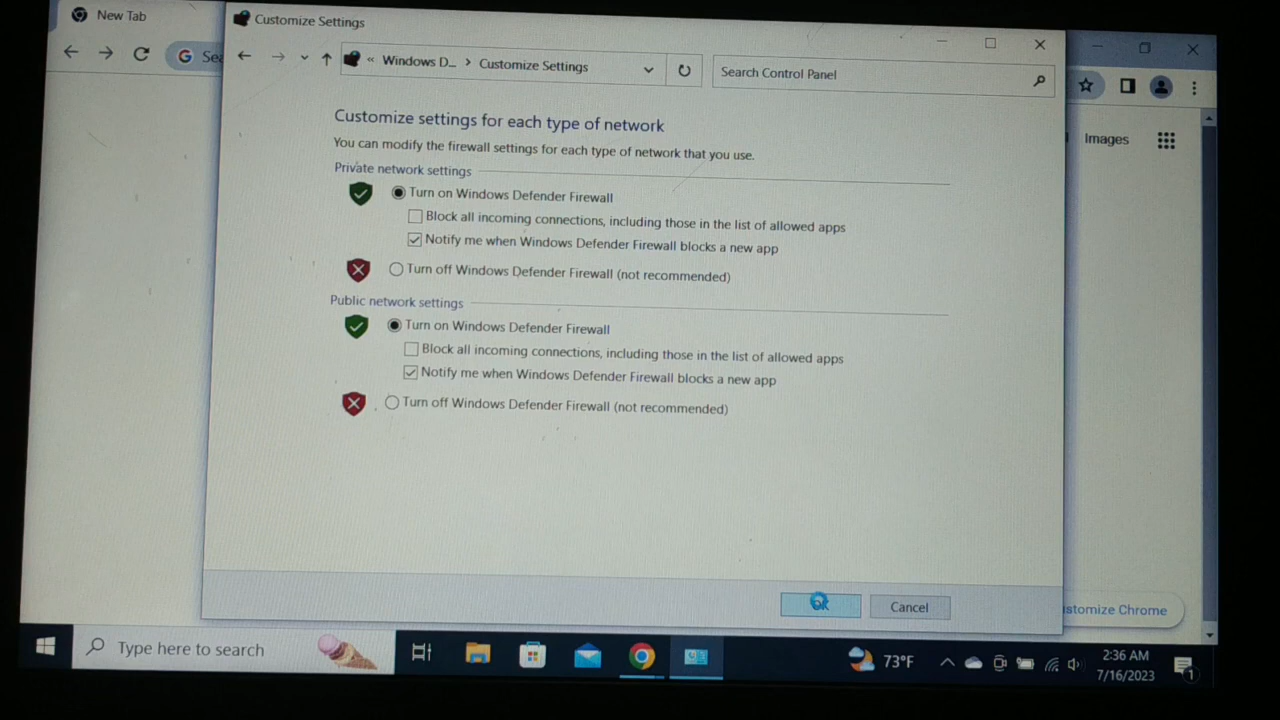 New Tab
Customize Settings
« Windows D... > Customize Settings
Search Control Panel
G Sea
Images
Customize settings for each type of network
You can modify the firewall settings for each type of network that you use.
Private network settings
Turn on Windows Defender Firewall
Block all incoming connections, including those in the list of allowed apps
Notify me when Windows Defender Firewall blocks a new app
Turn off Windows Defender Firewall (not recommended)
Public network settings
Turn on Windows Defender Firewall
Block all incoming connections, including those in the list of allowed apps
Notify me when Windows Defender Firewall blocks a new app
Turn off Windows Defender Firewall (not recommended)
OK
Cancel
stomize Chrome
Type here to search
73°F
2:36 AM
7/16/2023
1